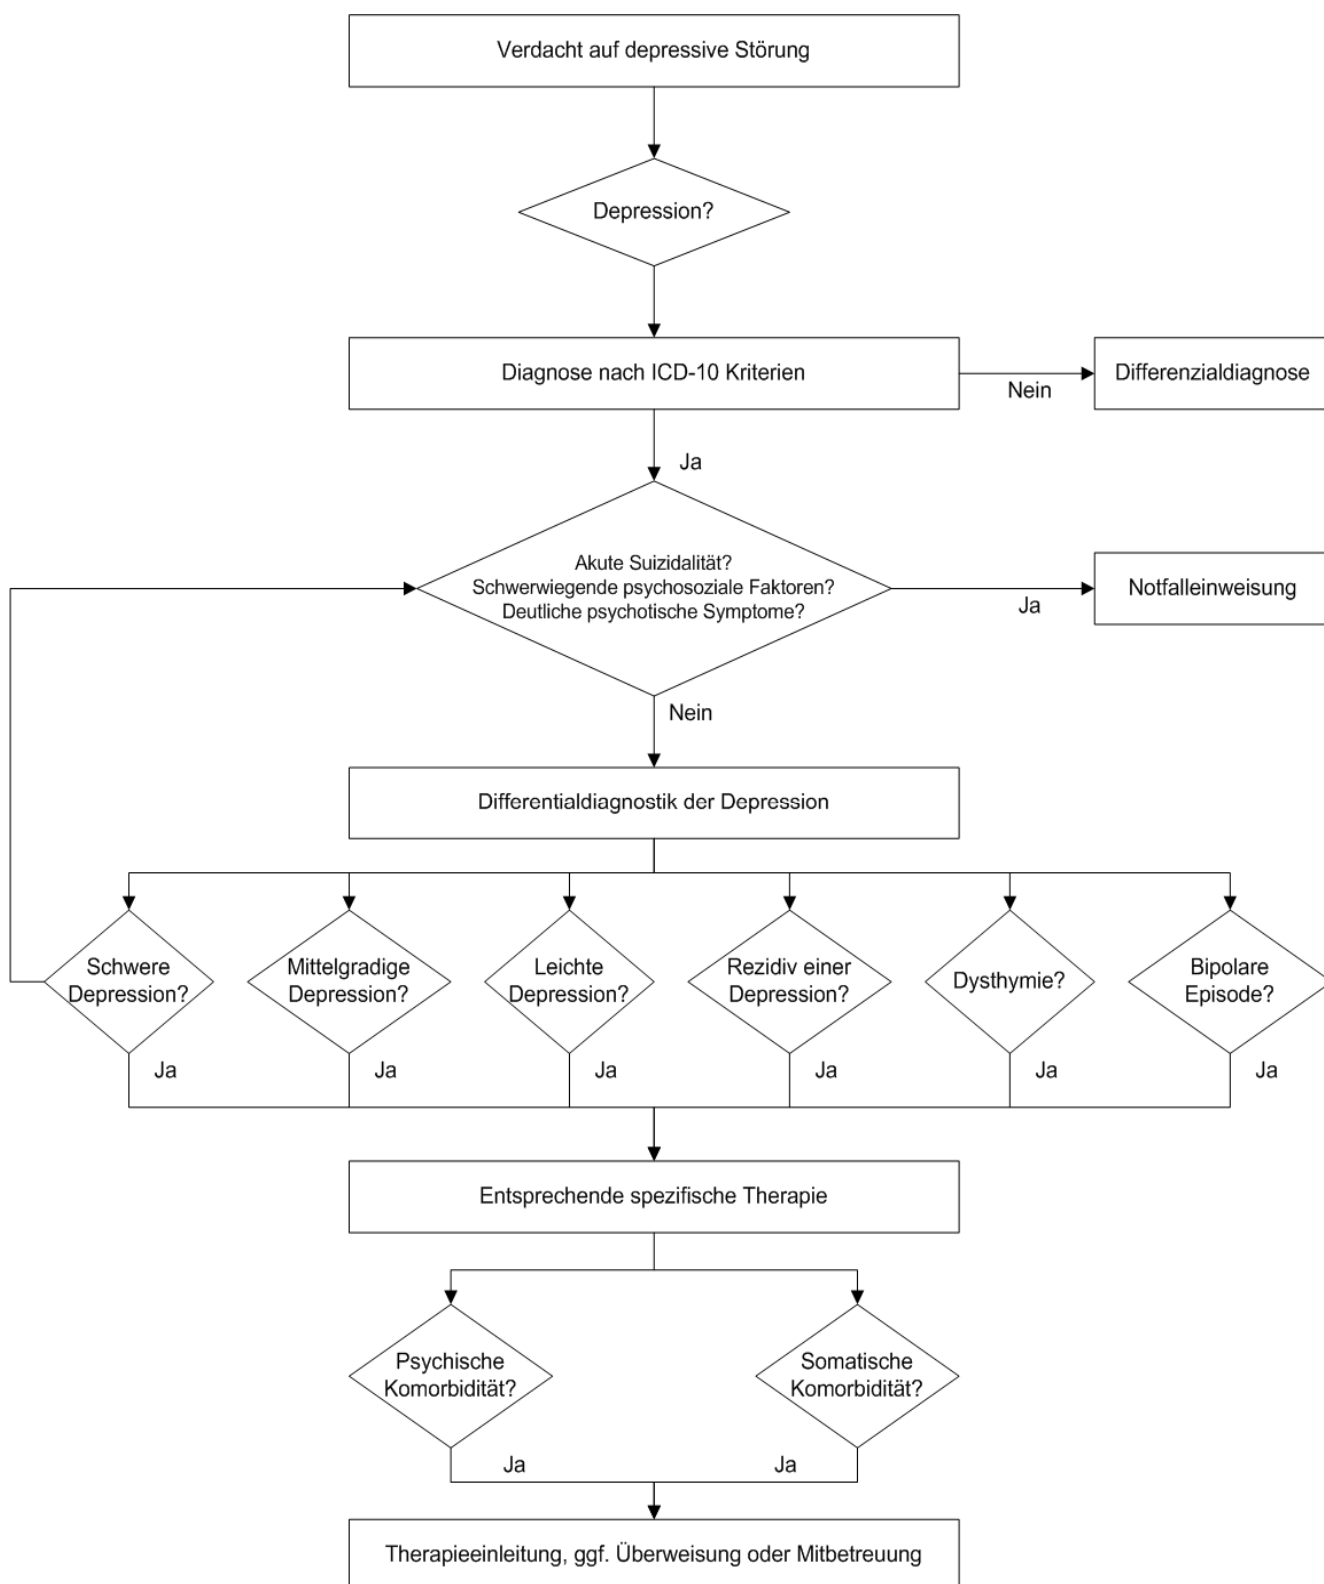 Verdacht auf depressive Störung
Depression?
Diagnose nach ICD-10 Kriterien
Nein
Differenzialdiagnose
Ja
Akute Suizidalität?
Schwerwiegende psychosoziale Faktoren?
Deutliche psychotische Symptome?
Ja
Notfalleinweisung
Nein
Differentialdiagnostik der Depression
Schwere
Depression?
Mittelgradige
Depression?
Leichte
Depression?
Rezidiv einer
Depression?
Dysthymie?
Bipolare
Episode?
Ja
Ja
Ja
Ja
Ja
Ja
Entsprechende spezifische Therapie
Psychische
Komorbidität?
Somatische
Komorbidität?
Ja
Ja
Therapieeinleitung, ggf. Überweisung oder Mitbetreuung